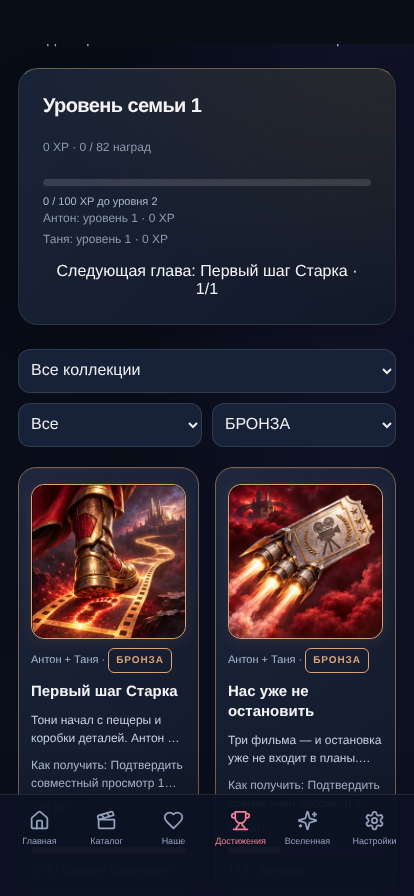 Уровень семьи 1
0 XP · 0 / 82 наград
0 / 100 XP до уровня 2
Антон: уровень 1 · 0 XP
Таня: уровень 1 · 0 XP
Следующая глава: Первый шаг Старка ·
1/1
Все коллекции
Все
БРОНЗА
Антон + Таня · БРОНЗА
Первый шаг Старка
Тони начал с пещеры и
коробки деталей. Антон ...
Как получить: Подтвердить
совместный просмотр 1...
Антон + Таня · БРОНЗА
Нас уже не
остановить
Три фильма — и остановка
уже не входит в планы....
Как получить: Подтвердить
Главная
Каталог
Наше
Достижения
Вселенная
Настройки